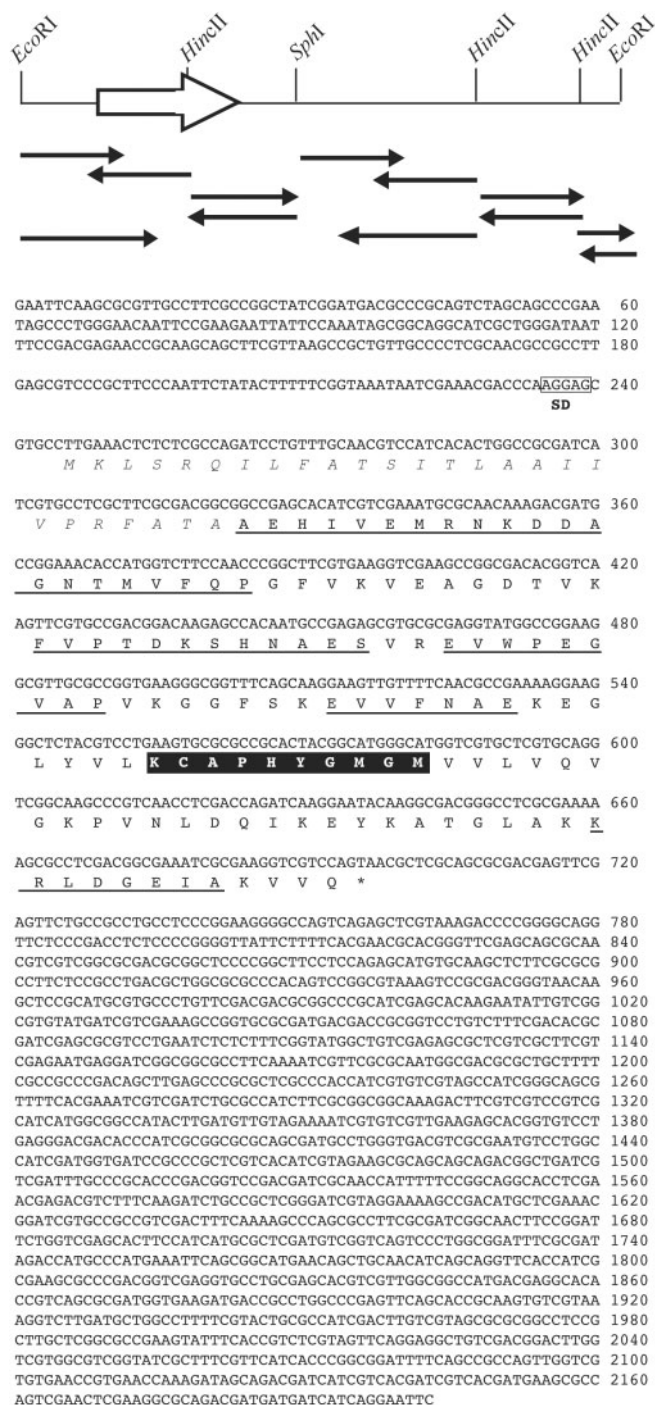 EcoRI HincII SphI HincII HincII EcoRI
GAATTCAAGCGCGTTGCCTTCGCCGGCTATCGGATGACGCCCGCAGTCTAGCAGCCCGAA 60
TAGCCCTGGGAACAATTCCGAAGAATTATTCCAAATAGCGGCAGGCATCGCTGGGATAAT 120
TTCCGACGAGAACCGCAAGCAGCTTCGTTAAGCCGCTGTTGCCCCTCGCAACGCCGCCTT 180
GAGCGTCCCGCTTCCCAATTCTATACTTTTTCGGTAAATAATCGAAACGACCCAAGGAGC 240
SD
GTGCCTTGAAACTCTCTCGCCAGATCCTGTTTGCAACGTCCATCACACTGGCCGCGATCA 300
M K L S R Q I L F A T S I T L A A I I
TCGTGCCTCGCTTCGCGACGGCGGCCGAGCACATCGTCGAAATGCGCAACAAAGACGATG 360
V P R F A T A A E H I V E M R N K D D A
CCGGAAACACCATGGTCTTCCAACCCGGCTTCGTGAAGGTCGAAGCCGGCGACACGGTCA 420
G N T M V F Q P G F V K V E A G D T V K
AGTTCGTGCCGACGGACAAGAGCCACAATGCCGAGAGCGTGCGCGAGGTATGGCCGGAAG 480
F V P T D K S H N A E S V R E V W P E G
GCGTTGCGCCGGTGAAGGGCGGTTTCAGCAAGGAAGTTGTTTTCAACGCCGAAAAGGAAG 540
V A P V K G G F S K E V V F N A E K E G
GGCTCTACGTCCTGAAGTGCGCGCCGCACTACGGCATGGGCATGGTCGTGCTCGTGCAGG 600
L Y V L K C A P H Y G M G M V V L V Q V
TCGGCAAGCCCGTCAACCTCGACCAGATCAAGGAATACAAGGCGACGGGCCTCGCGAAAA 660
G K P V N L D Q I K E Y K A T G L A K K
AGCGCCTCGACGGCGAAATCGCGAAGGTCGTCCAGTAACGCTCGCAGCGCGACGAGTTCG 720
R L D G E I A K V V Q *
AGTTCTGCCGCCTGCCTCCCGGAAGGGGCCAGTCAGAGCTCGTAAAGACCCCGGGGCAGG 780
TTCTCCCGACCTCTCCCCGGGGTTATTCTTTTCACGAACGCACGGGTTCGAGCAGCGCAA 840
CGTCGTCGGCGCGACGCGGCTCCCCGGCTTCCTCCAGAGCATGTGCAAGCTCTTCGCGCG 900
CCTTCTCCGCCTGACGCTGGCGCGCCCACAGTCCGGCGTAAAGTCCGCGACGGGTAACAA 960
GCTCCGCATGCGTGCCCTGTTCGACGACGCGGCCCGCATCGAGCACAAGAATATTGTCGG 1020
CGTGTATGATCGTCGAAAGCCGGTGCGCGATGACGACCGCGGTCCTGTCTTTCGACACGC 1080
GATCGAGCGCGTCCTGAATCTCTCTTTCGGTATGGCTGTCGAGAGCGCTCGTCGCTTCGT 1140
CGAGAATGAGGATCGGCGGCGCCTTCAAAATCGTTCGCGCAATGGCGACGCGCTGCTTTT 1200
CGCCGCCCGACAGCTTGAGCCCGCGCTCGCCCACCATCGTGTCGTAGCCATCGGGCAGCG 1260
TTTTCACGAAATCGTCGATCTGCGCCATCTTCGCGGCGGCAAAGACTTCGTCGTCCGTCG 1320
CATCATGGCGGCCATACTTGATGTTGTAGAAAATCGTGTCGTTGAAGAGCACGGTGTCCT 1380
GAGGGACGACACCCATCGCGGCGCGCAGCGATGCCTGGGTGACGTCGCGAATGTCCTGGC 1440
CATCGATGGTGATCCGCCCGCTCGTCACATCGTAGAAGCGCAGCAGCAGACGGCTGATCG 1500
TCGATTTGCCCGCACCCGACGGTCCGACGATCGCAACCATTTTTCCGGCAGGCACCTCGA 1560
ACGAGACGTCTTTCAAGATCTGCCGCTCGGGATCGTAGGAAAAGCCGACATGCTCGAAAC 1620
GGATCGTGCCGCCGTCGACTTTCAAAAGCCCAGCGCCTTCGCGATCGGCAACTTCCGGAT 1680
TCTGGTCGAGCACTTCCATCATGCGCTCGATGTCGGTCAGTCCCTGGCGGATTTCGCGAT 1740
AGACCATGCCCATGAAATTCAGCGGCATGAACAGCTGCAACATCAGCAGGTTCACCATCG 1800
CGAAGCGCCCGACGGTCGAGGTGCCTGCGAGCACGTCGTTGGCGGCCATGACGAGGCACA 1860
CCGTCAGCGCGATGGTGAAGATGACCGCCTGGCCCGAGTTCAGCACCGCAAGTGTCGTAA 1920
AGGTCTTGATGCTGGCCTTTTCGTACTGCGCCATCGACTTGTCGTAGCGCGCGGCCTCCG 1980
CTTGCTCGGCGCCGAAGTATTTCACCGTCTCGTAGTTCAGGAGGCTGTCGACGGACTTGG 2040
TCGTGGCGTCGGTATCGCTTTCGTTCATCACCCGGCGGATTTTCAGCCGCCAGTTGGTCG 2100
TGTGAACCGTGAACCAAGATAGCAGACGATCATCGTCACGATCGTCACGATGAAGCGCC 2160
AGTCGAACTCGAAGGCGCAGACGATGATGATCATCAGGAATTC